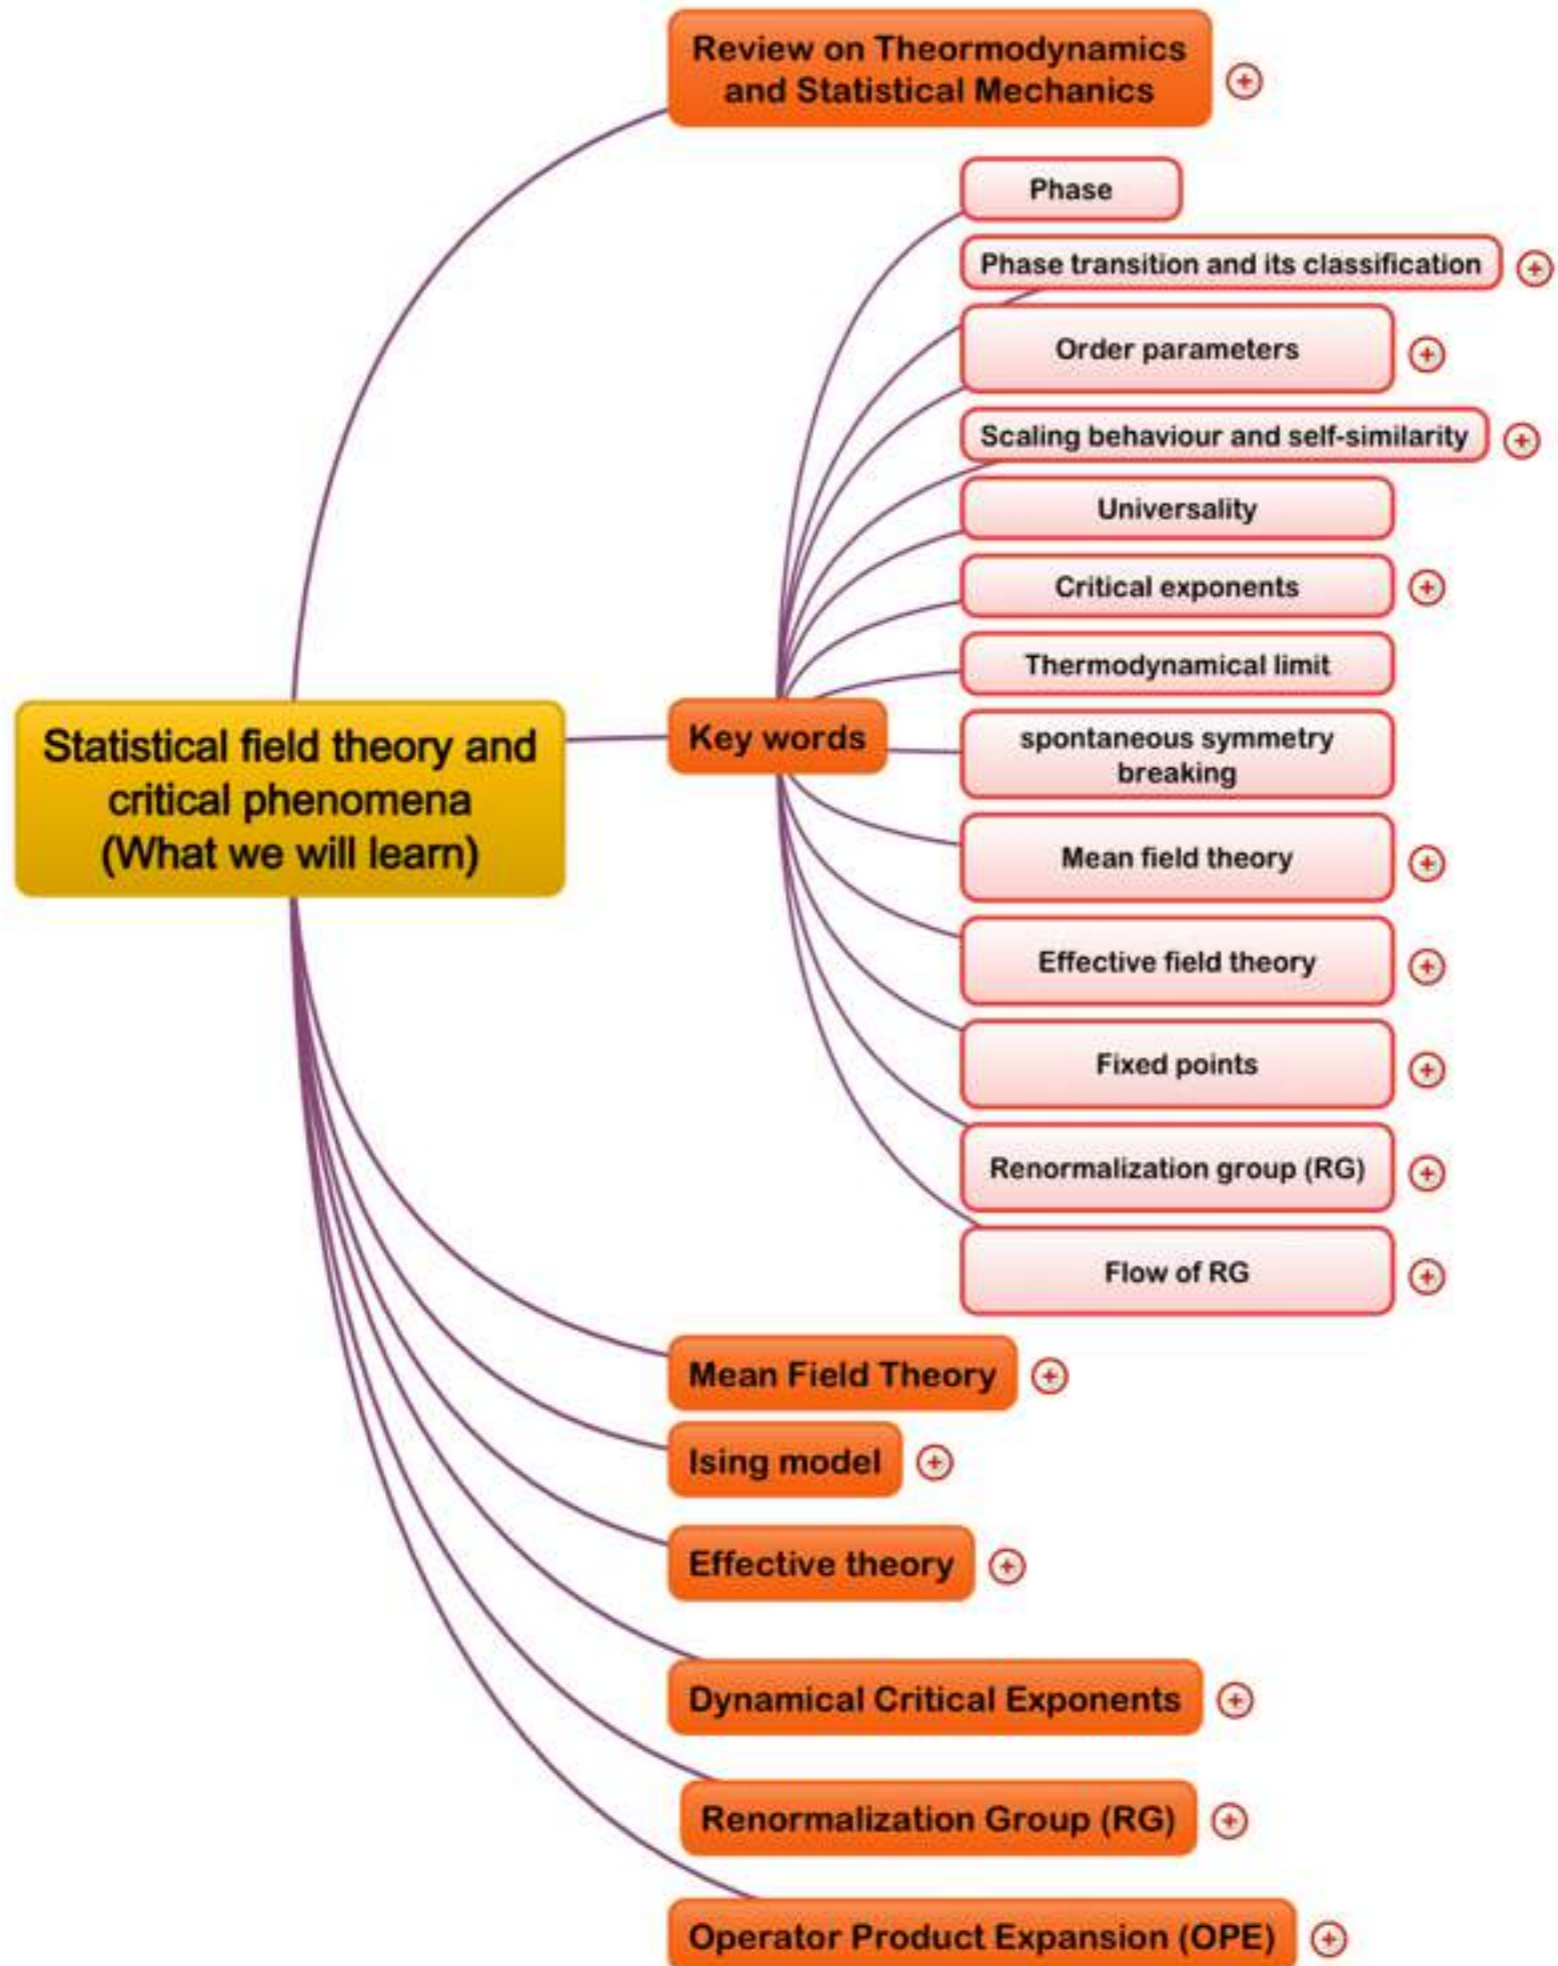 Review on Theormodynamics
and Statistical Mechanics
Phase
Phase transition and its classification
Order parameters
Scaling behaviour and self-similarity
Universality
Critical exponents
Thermodynamical limit
Statistical field theory and
critical phenomena
(What we will learn)
Key words
spontaneous symmetry
breaking
Mean field theory
Effective field theory
Fixed points
Renormalization group (RG)
Flow of RG
Mean Field Theory
Ising model
Effective theory
Dynamical Critical Exponents
Renormalization Group (RG)
Operator Product Expansion (OPE)